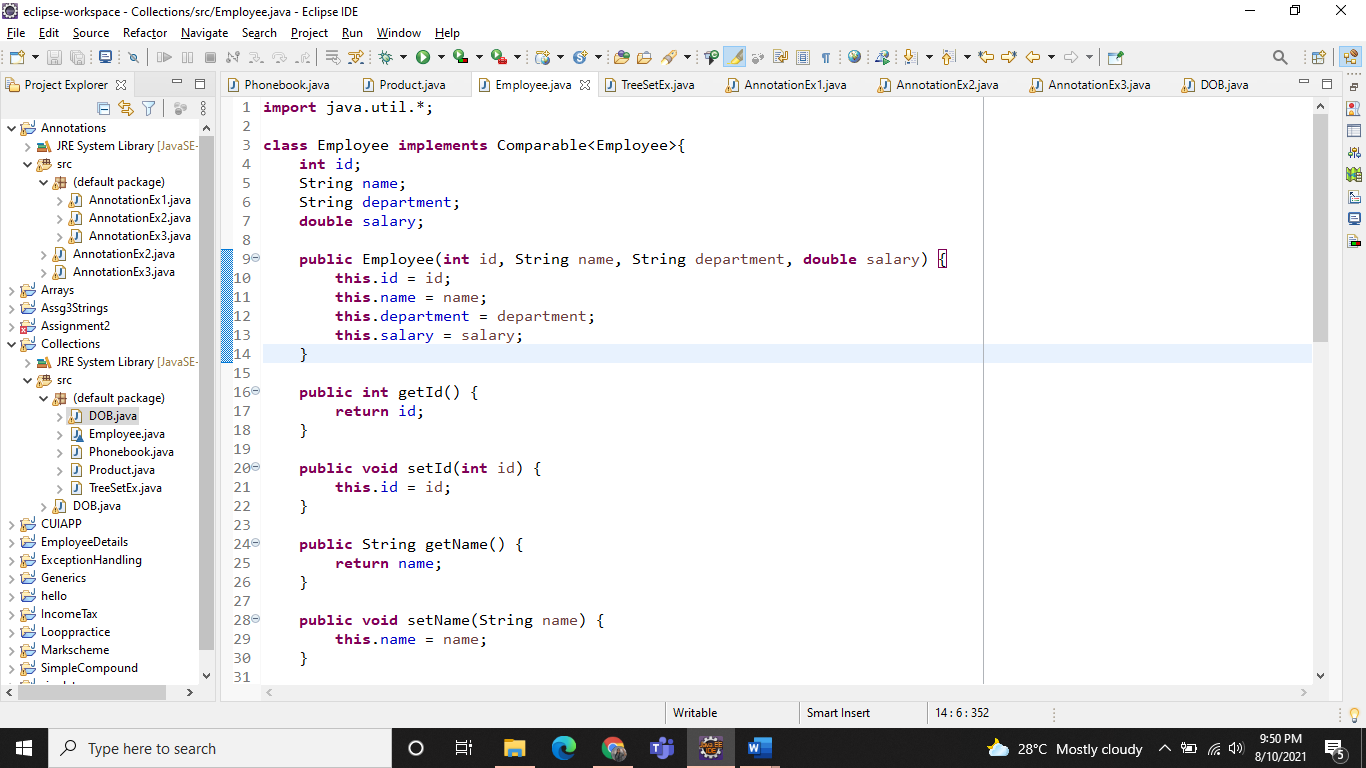 eclipse-workspace - Collections/src/Employee.java - Eclipse IDE
File Edit Source Refactor Navigate Search Project Run Window Help
Project Explorer
Phonebook.java Product.java Employee.java TreeSetEx.java AnnotationEx1.java AnnotationEx2.java AnnotationEx3.java DOB.java
Annotations
JRE System Library [JavaSE-
src
(default package)
AnnotationEx1.java
AnnotationEx2.java
AnnotationEx3.java
AnnotationEx2.java
AnnotationEx3.java
Arrays
Assg3Strings
Assignment2
Collections
JRE System Library [JavaSE-
src
(default package)
DOB.java
Employee.java
Phonebook.java
Product.java
TreeSetEx.java
DOB.java
CUIAPP
EmployeeDetails
ExceptionHandling
Generics
hello
IncomeTax
Looppractice
Markscheme
SimpleCompound
1 import java.util.*;
2
3 class Employee implements Comparable<Employee>{
4 int id;
5 String name;
6 String department;
7 double salary;
8
9 public Employee(int id, String name, String department, double salary) {
10 this.id = id;
11 this.name = name;
12 this.department = department;
13 this.salary = salary;
14 }
15
16 public int getId() {
17 return id;
18 }
19
20 public void setId(int id) {
21 this.id = id;
22 }
23
24 public String getName() {
25 return name;
26 }
27
28 public void setName(String name) {
29 this.name = name;
30 }
31
Writable Smart Insert 14 : 6 : 352
Type here to search
28°C Mostly cloudy
9:50 PM
8/10/2021
5